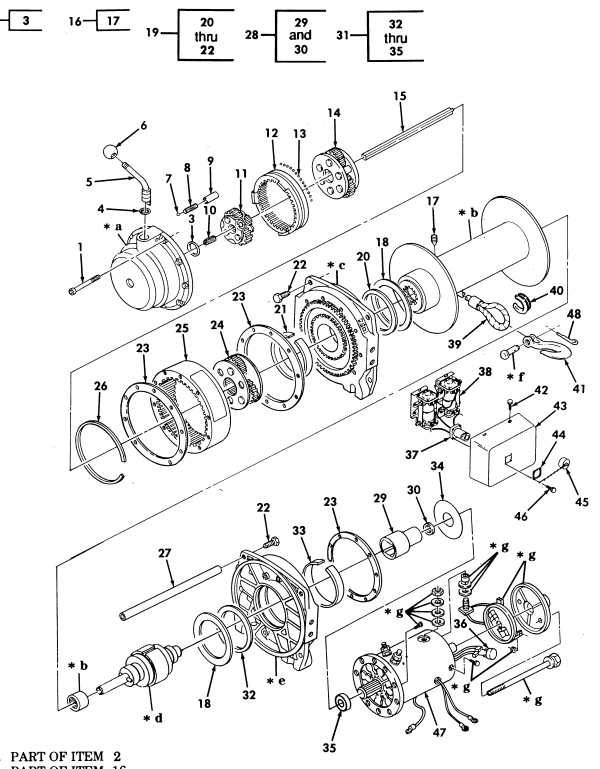 3
16 17
19 20 thru 22
28 29 and 30
31 32 thru 35
15
14
6
13
12
5
9
8
11
7
17
* b
4
3
10
* a
* c
18
1
22
20
40
23
21
48
24
39
25
38
* f
41
23
42
26
43
37
44
34
30
45
29
46
23
22
33
* g
* g
27
* g
36
* b
* g
* g
18
32
* e
* d
35
47
PART OF ITEM 2
PART OF ITEM 16